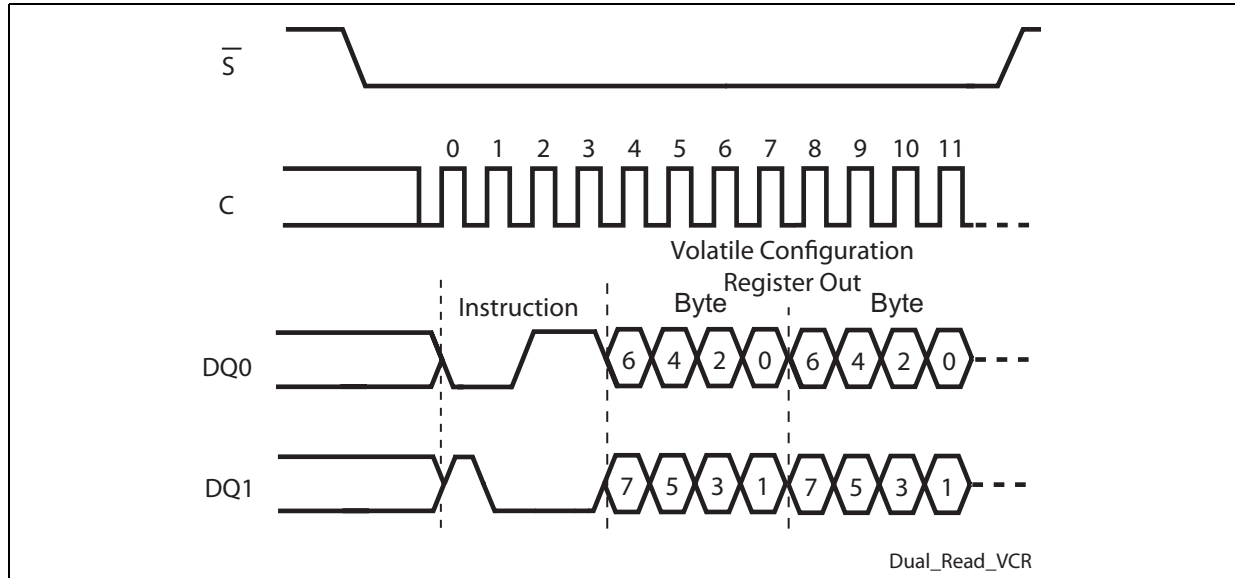 S
0 1 2 3 4 5 6 7 8 9 10 11
C
Volatile Configuration
Register Out
Instruction Byte Byte
DQ0 6 4 2 0 6 4 2 0
DQ1 7 5 3 1 7 5 3 1
Dual_Read_VCR